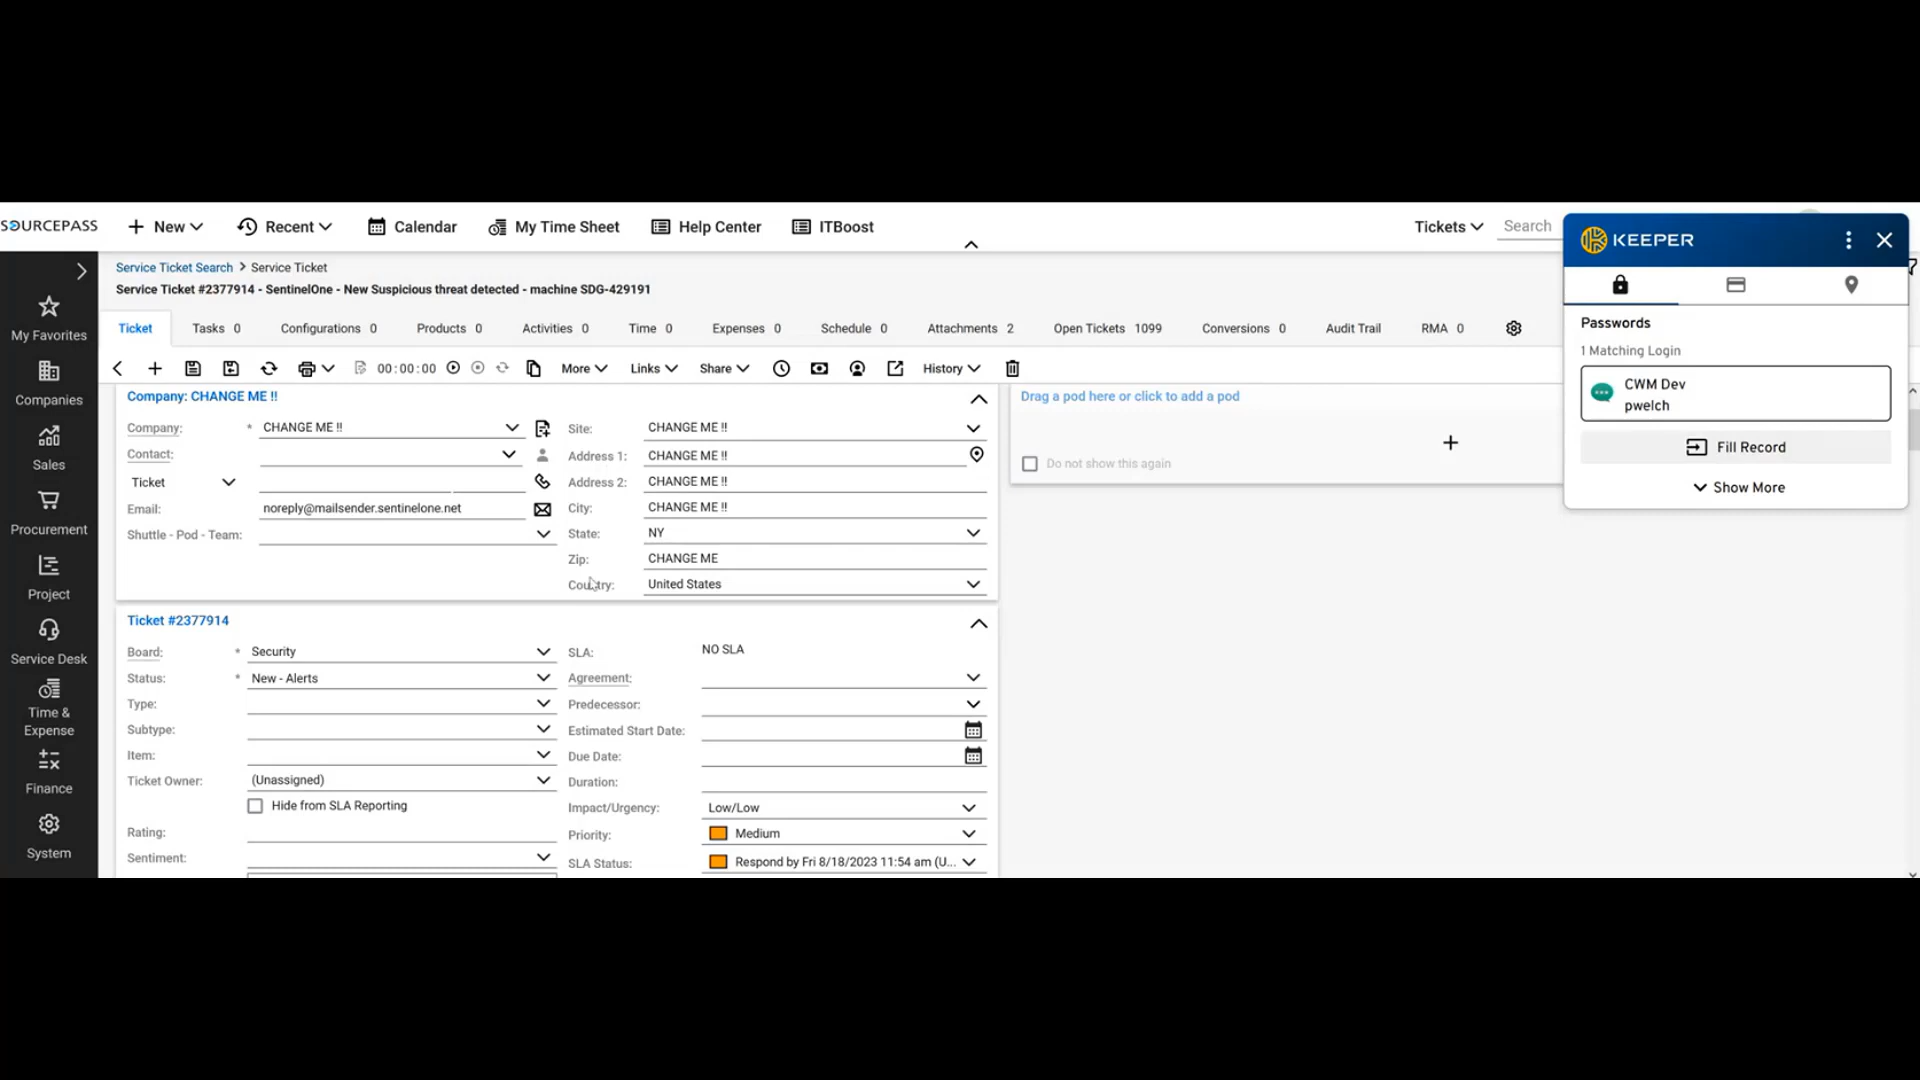 SOURCEPASS
New
Recent
Calendar
My Time Sheet
Help Center
ITBoost
Tickets
Search
KEEPER
Passwords
1 Matching Login
CWM Dev
pwelch
Fill Record
Show More
My Favorites
Companies
Sales
Procurement
Project
Service Desk
Time &
Expense
Finance
System
Service Ticket Search > Service Ticket
Service Ticket #2377914 - SentinelOne - New Suspicious threat detected - machine SDG-429191
Ticket Tasks 0 Configurations 0 Products 0 Activities 0 Time 0 Expenses 0 Schedule 0 Attachments 2 Open Tickets 1099 Conversions 0 Audit Trail RMA 0
00:00:00 More Links Share History
Company: CHANGE ME !!
Company: * CHANGE ME !!
Contact:
Ticket
Email: noreply@mailsender.sentinelone.net
Shuttle - Pod - Team:
Site: CHANGE ME !!
Address 1: CHANGE ME !!
Address 2: CHANGE ME !!
City: CHANGE ME !!
State: NY
Zip: CHANGE ME
Country: United States
Drag a pod here or click to add a pod
+
Do not show this again
Ticket #2377914
Board: * Security
Status: * New - Alerts
Type:
Subtype:
Item:
Ticket Owner: (Unassigned)
Hide from SLA Reporting
Rating:
Sentiment:
SLA: NO SLA
Agreement:
Predecessor:
Estimated Start Date:
Due Date:
Duration:
Impact/Urgency: Low/Low
Priority: Medium
SLA Status: Respond by Fri 8/18/2023 11:54 am (U...